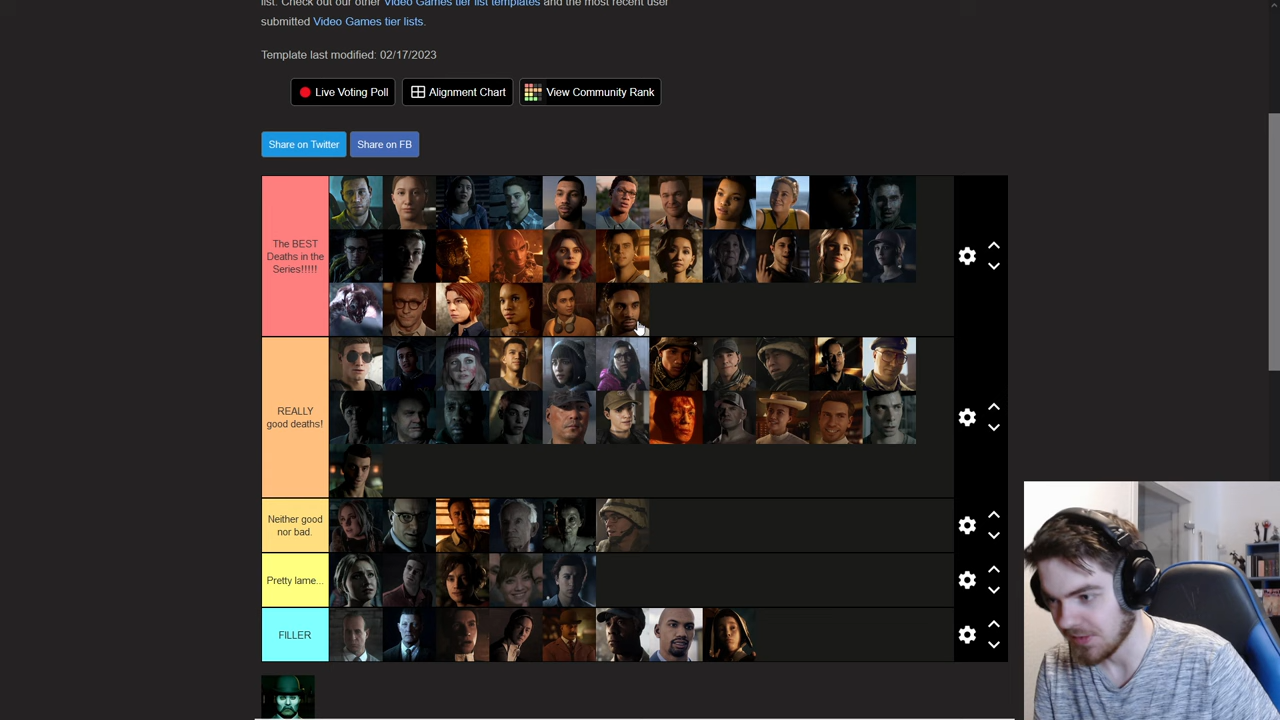 list. Check out our other Video Games tier list templates and the most recent user
submitted Video Games tier lists.
Template last modified: 02/17/2023
Live Voting Poll
Alignment Chart
View Community Rank
Share on Twitter
Share on FB
The BEST
Deaths in the
Series!!!!!
REALLY
good deaths!
Neither good
nor bad.
Pretty lame...
FILLER